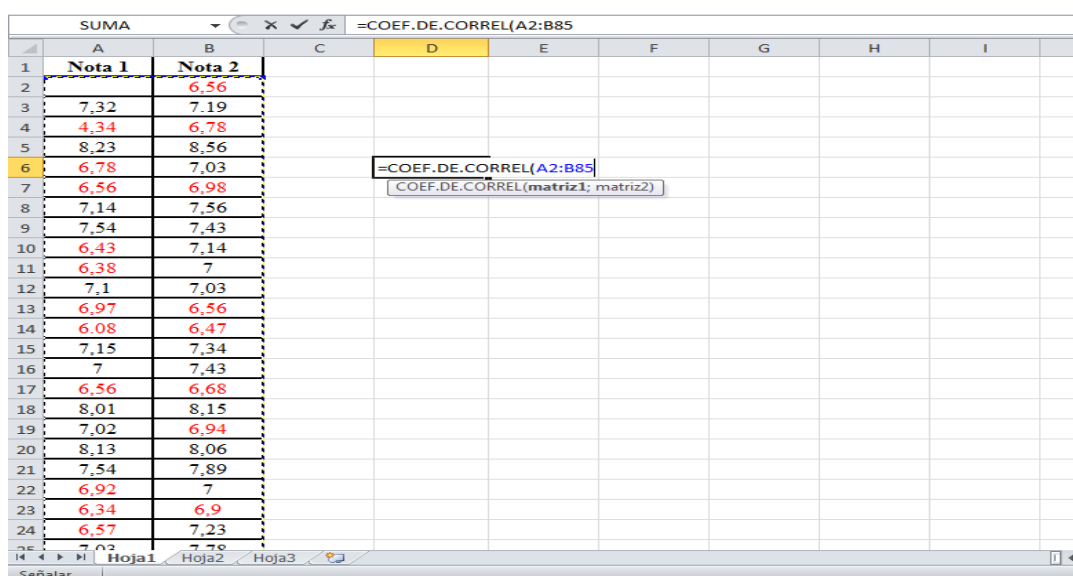 SUMA fx =COEF.DE.CORREL(A2:B85
A B C D E F G H I
1 Nota 1 Nota 2
2 6,56
3 7,32 7.19
4 4,34 6,78
5 8,23 8,56
6 6,78 7,03 =COEF.DE.CORREL(A2:B85
7 6,56 6,98 COEF.DE.CORREL(matriz1; matriz2)
8 7,14 7,56
9 7,54 7,43
10 6,43 7,14
11 6,38 7
12 7,1 7,03
13 6,97 6,56
14 6.08 6,47
15 7,15 7,34
16 7 7,43
17 6,56 6,68
18 8,01 8,15
19 7,02 6,94
20 8,13 8,06
21 7,54 7,89
22 6,92 7
23 6,34 6,9
24 6,57 7,23
25 7,03 7,78
Hoja1 Hoja2 Hoja3
Señalar